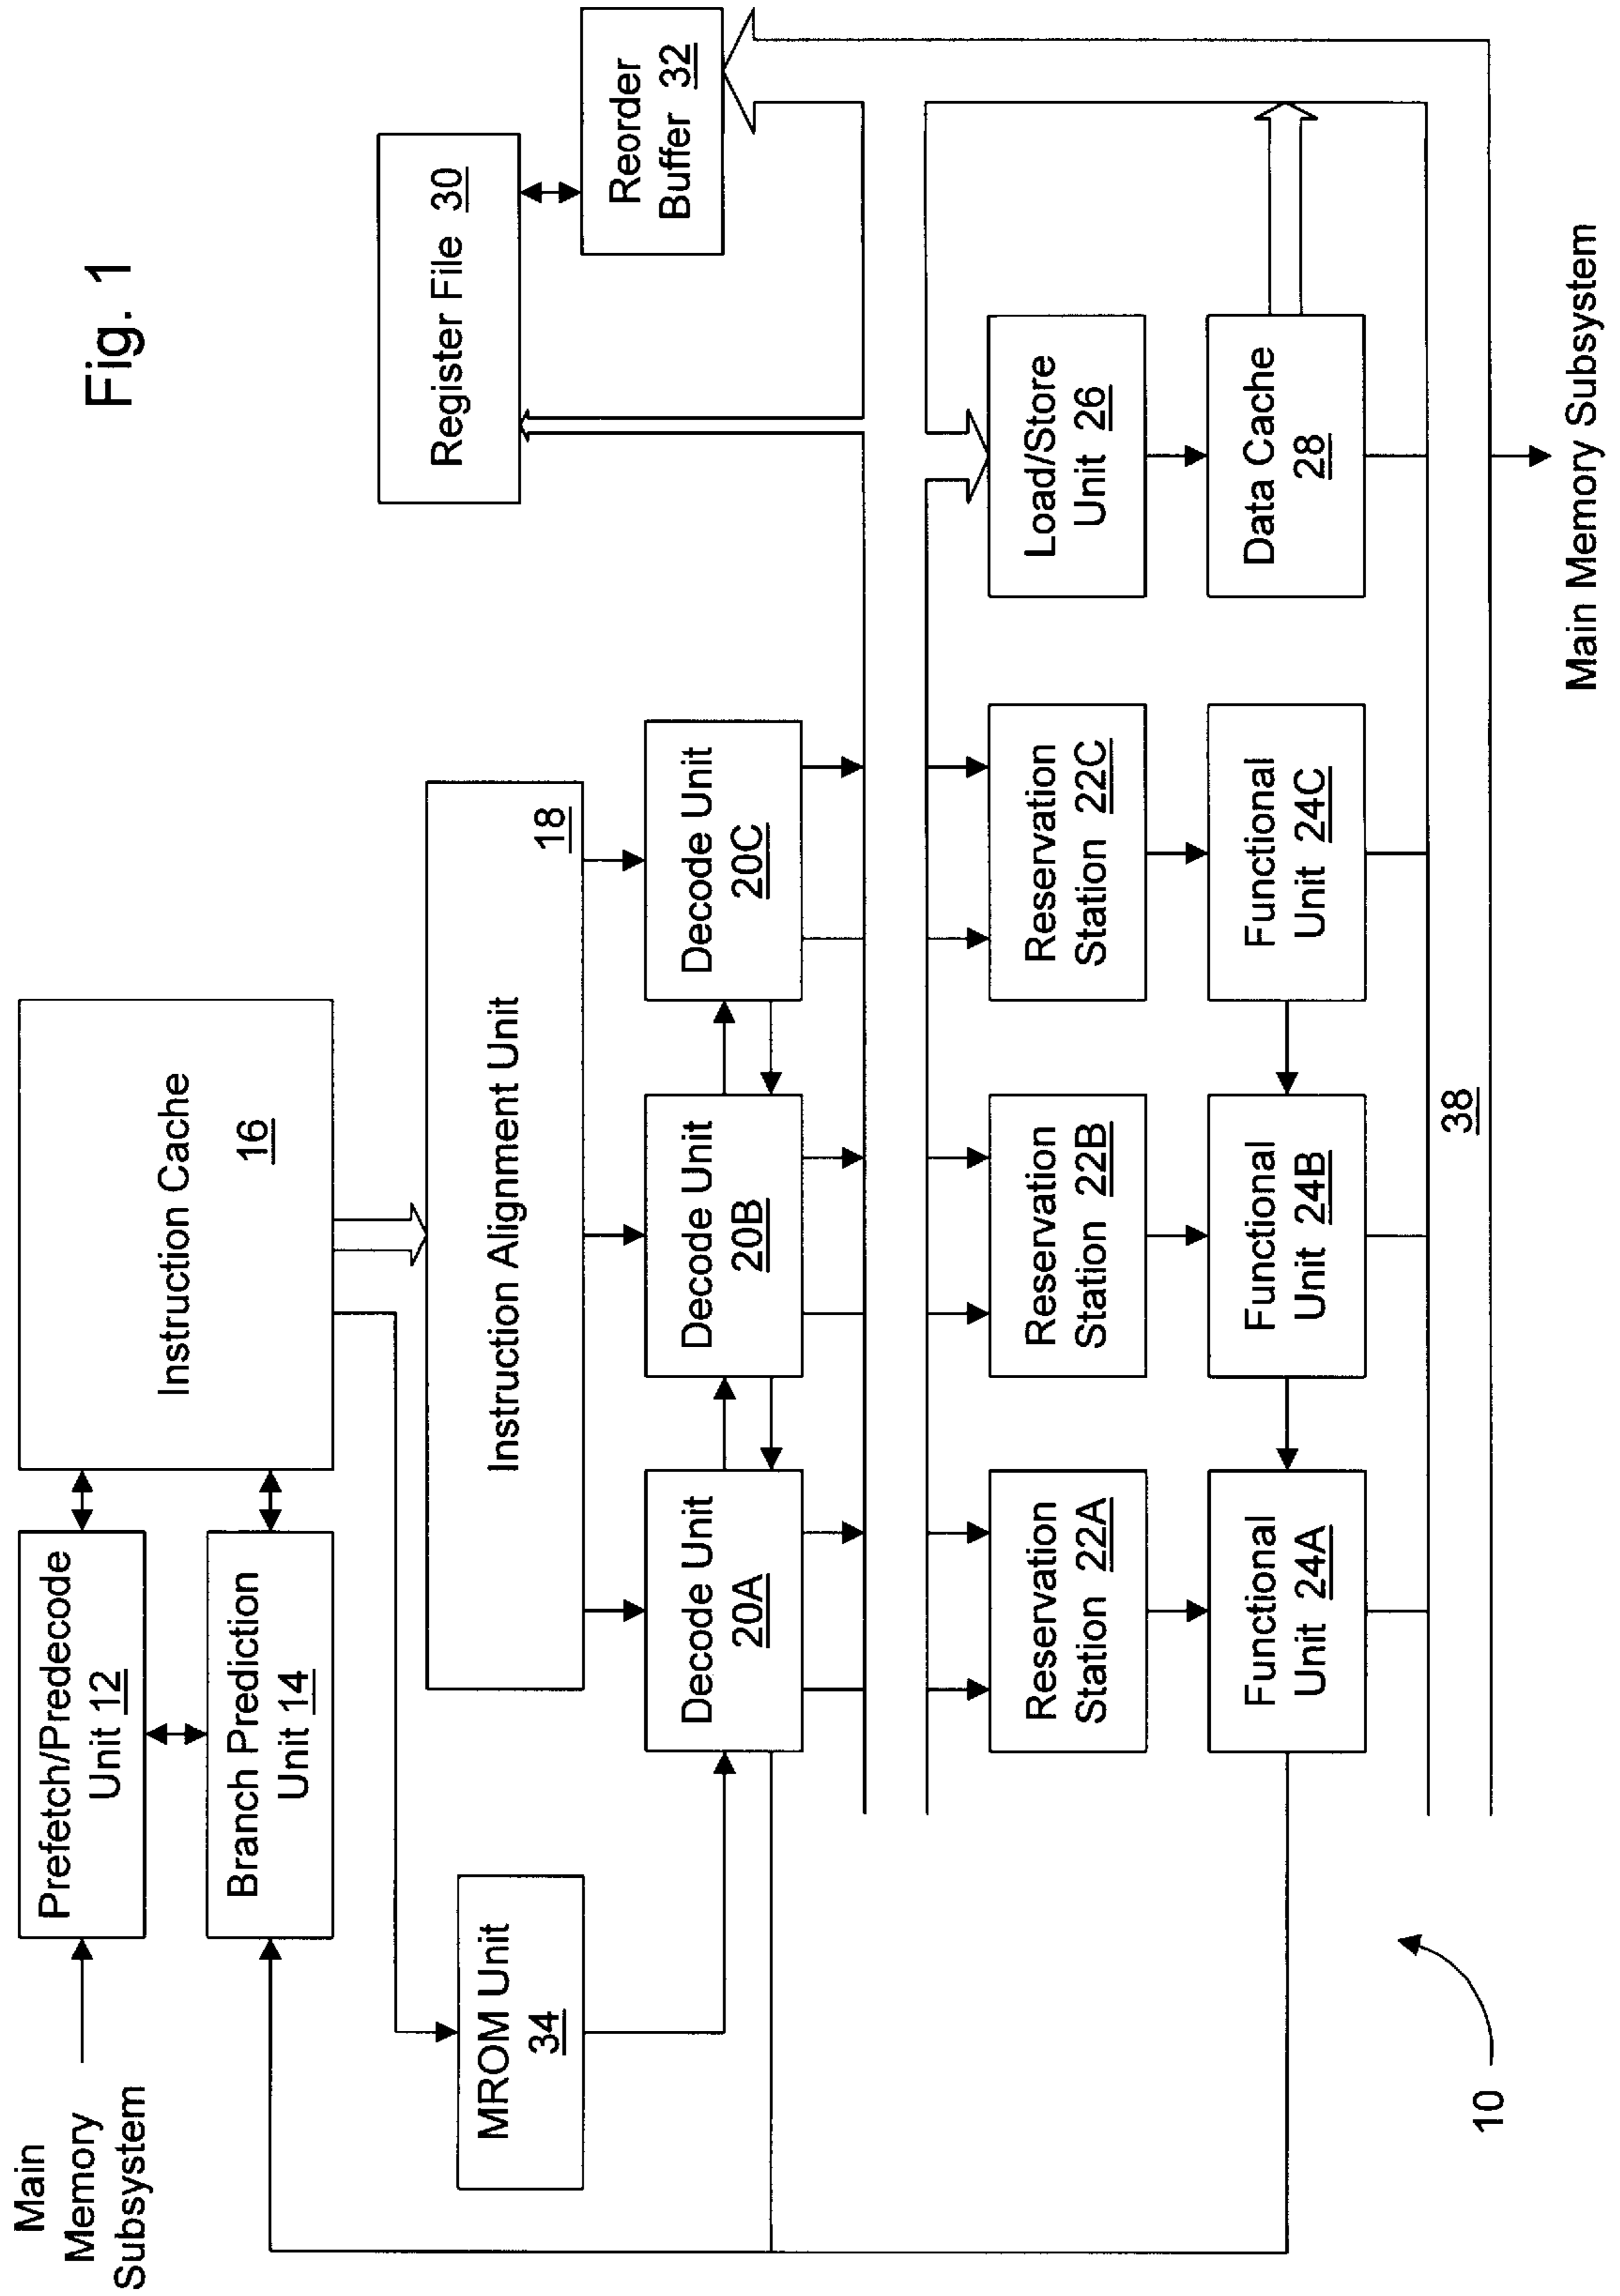 Fig. 1
Main
Memory
Subsystem
Prefetch/Predecode
Unit 12
Branch Prediction
Unit 14
Instruction Cache
16
Register File 30
Reorder
Buffer 32
MROM Unit
34
Instruction Alignment Unit
18
Decode Unit
20A
Decode Unit
20B
Decode Unit
20C
Reservation
Station 22A
Reservation
Station 22B
Reservation
Station 22C
Load/Store
Unit 26
Functional
Unit 24A
Functional
Unit 24B
Functional
Unit 24C
Data Cache
28
38
10
Main Memory Subsystem